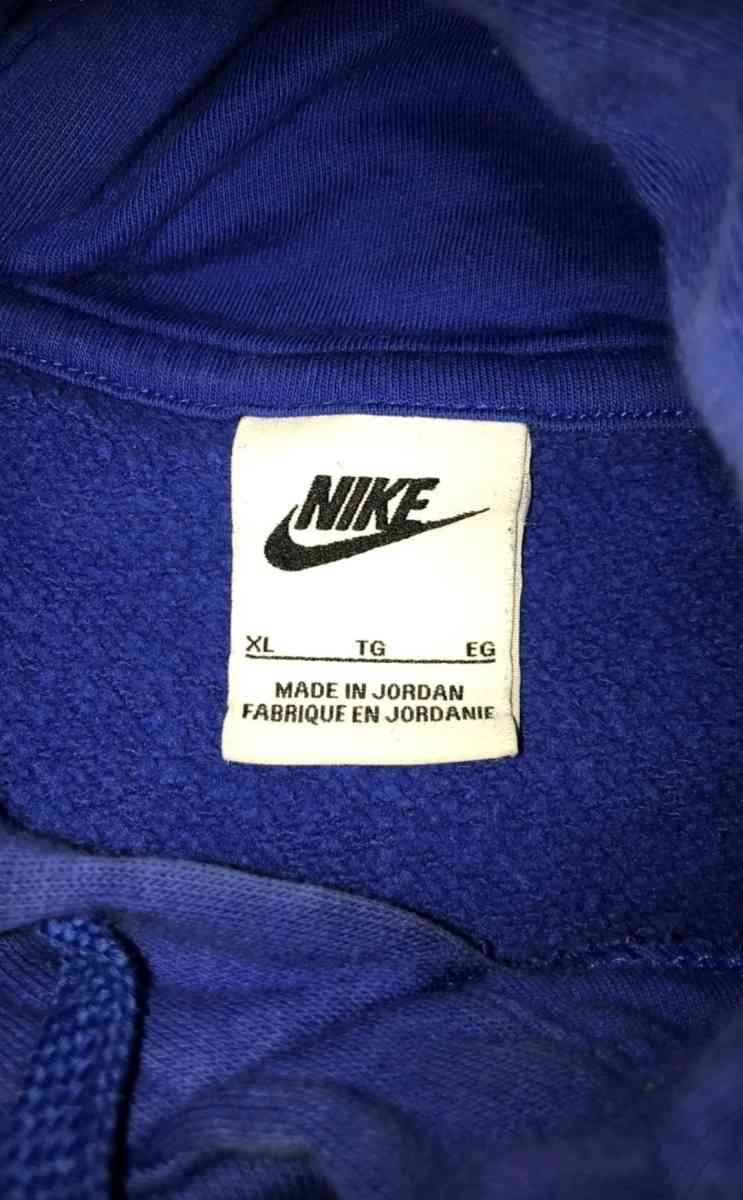 NIKE
XL TG EG
MADE IN JORDAN
FABRIQUE EN JORDANIE